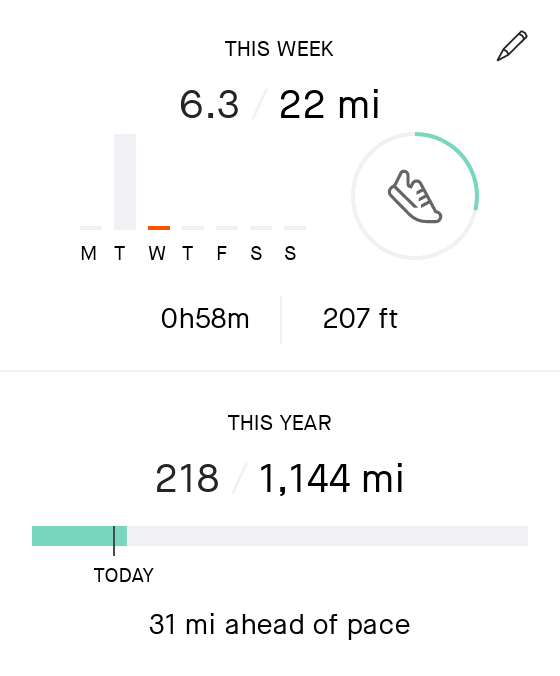 THIS WEEK
6.3 / 22 mi
M T W T F S S
0h58m 207 ft
THIS YEAR
218 / 1,144 mi
TODAY
31 mi ahead of pace